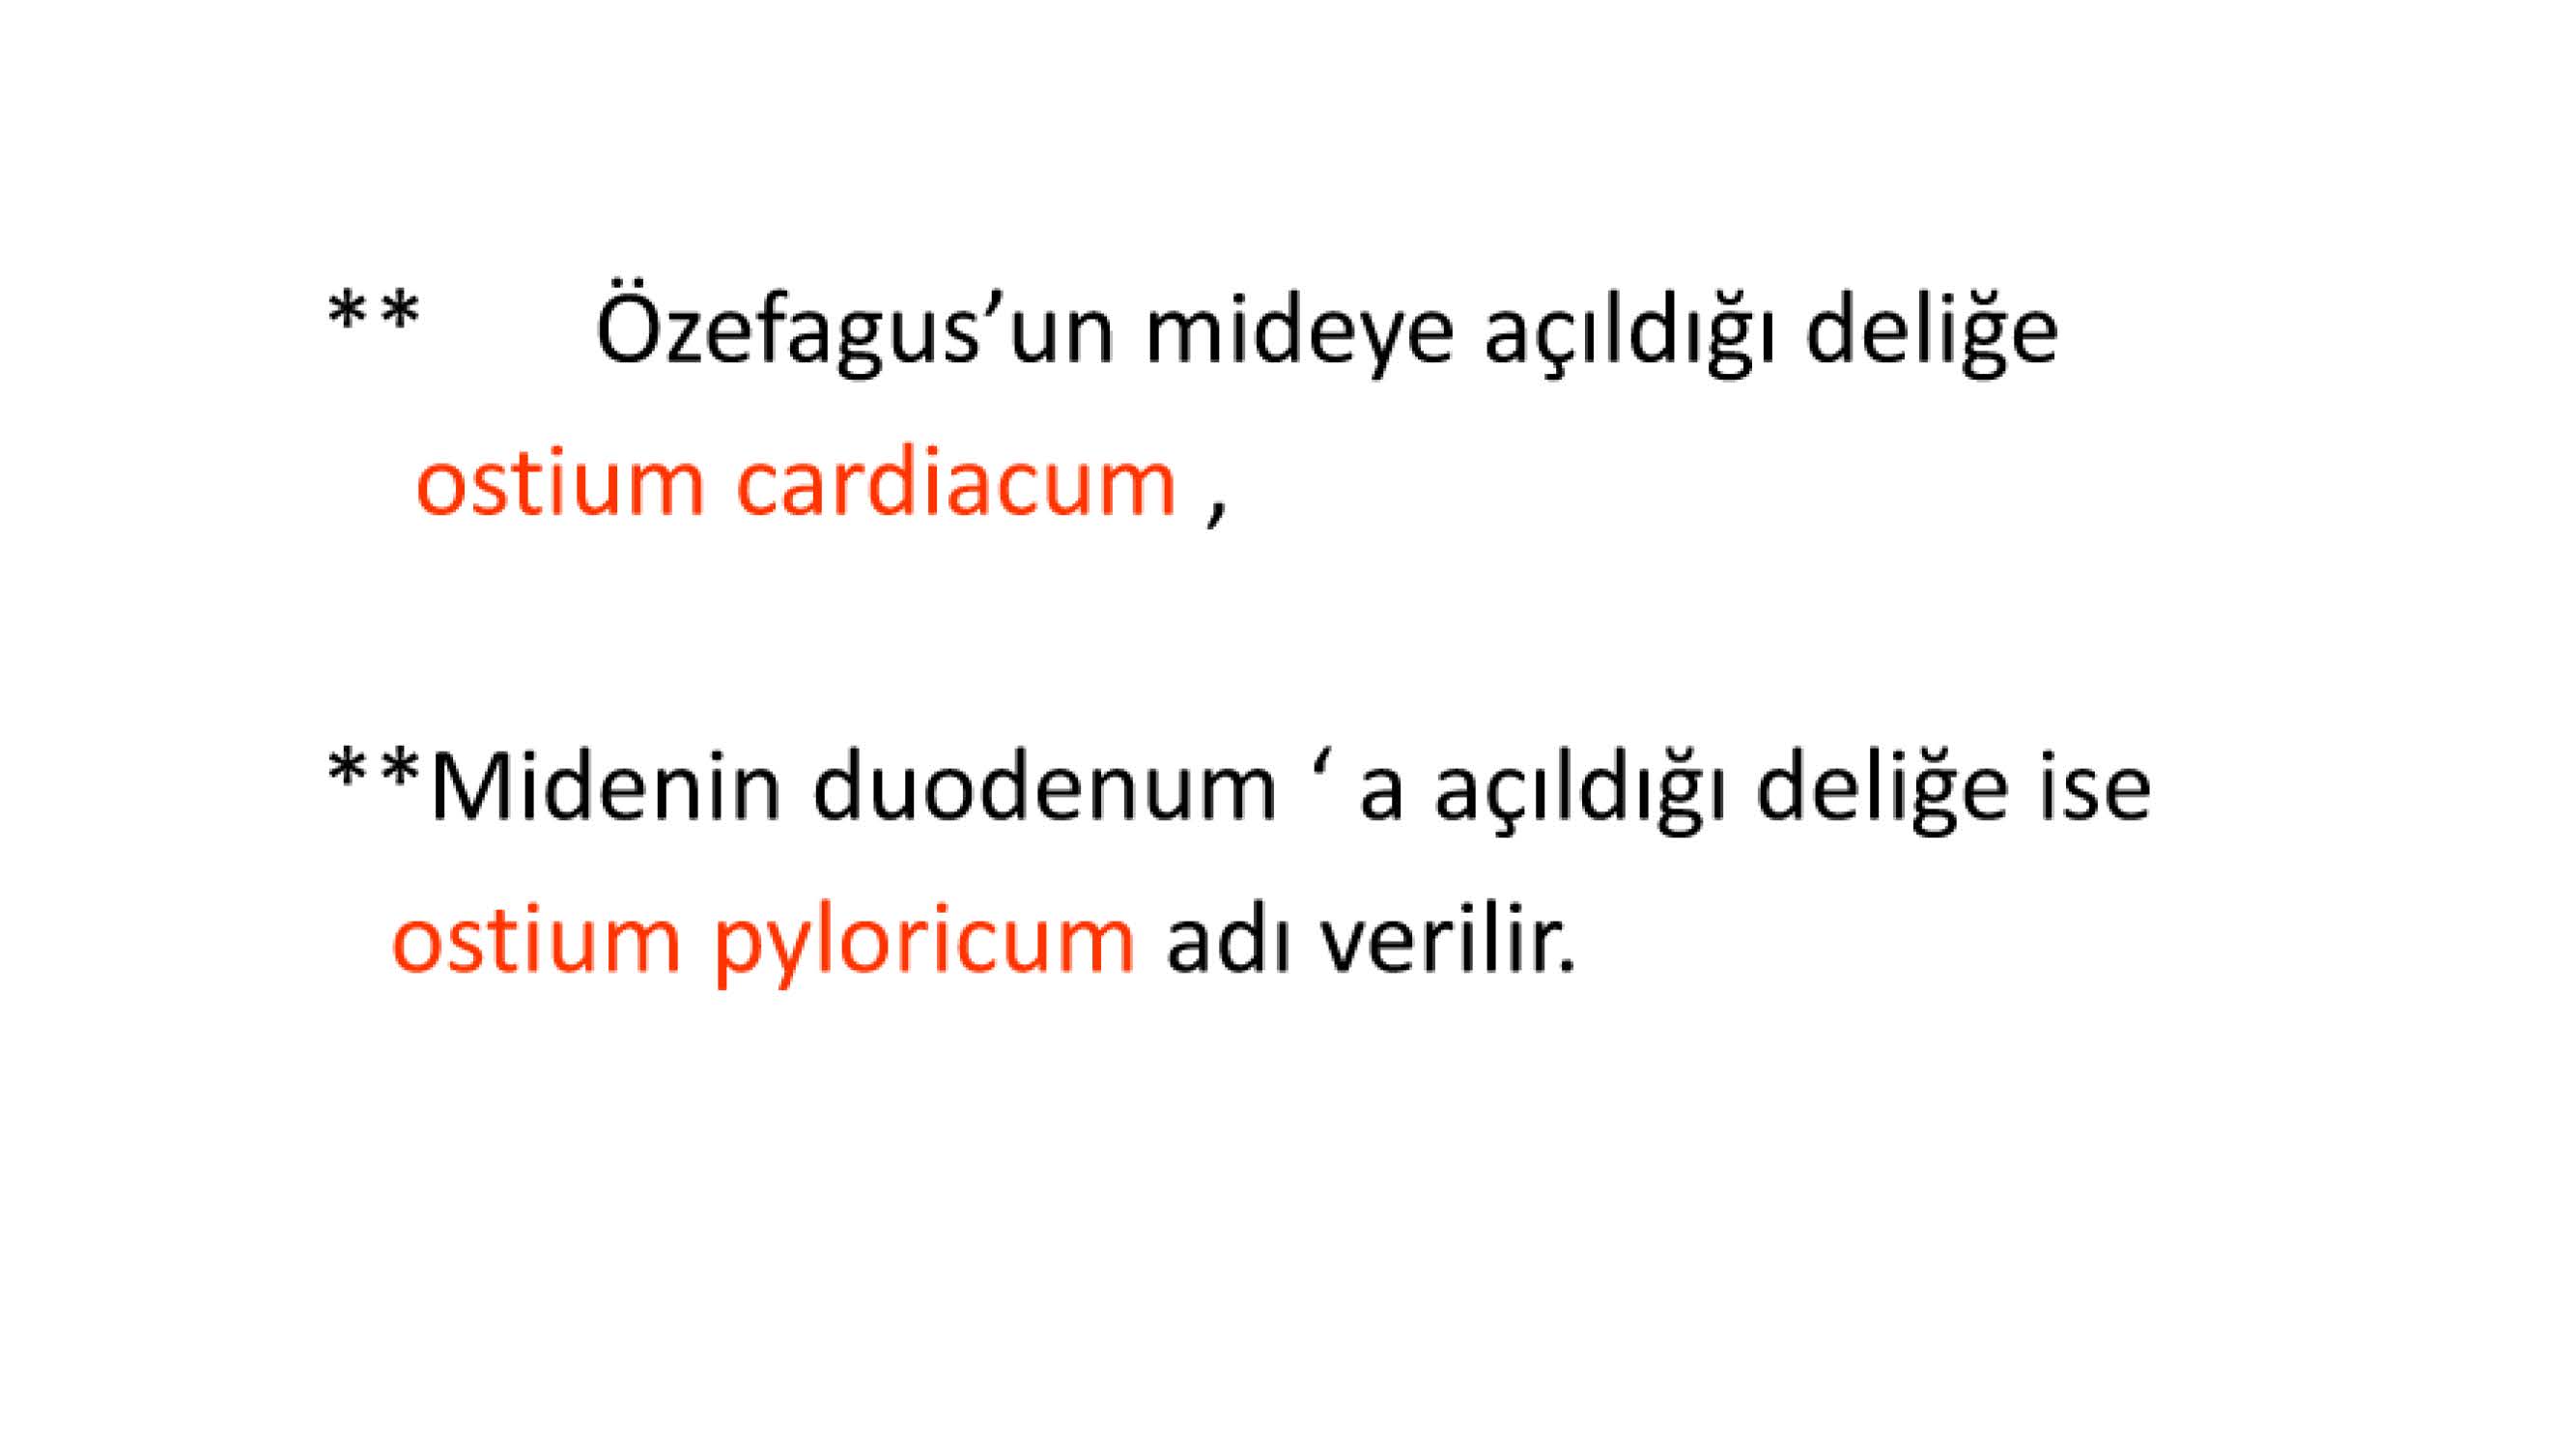 ** Özefagus’un mideye açıldığı deliğe
ostium cardiacum ,
**Midenin duodenum ‘ a açıldığı deliğe ise
ostium pyloricum adı verilir.